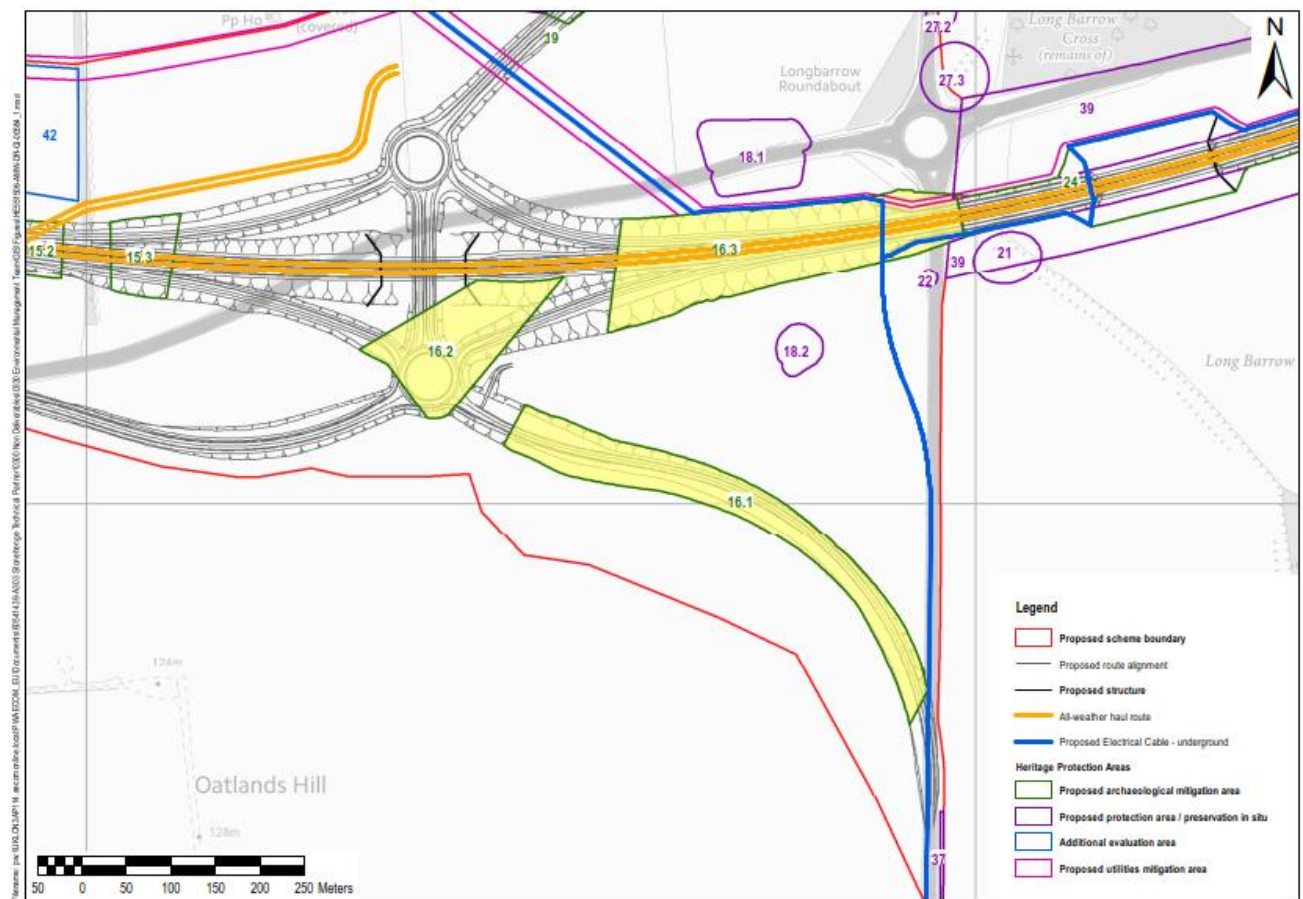 Pp Ho
(covered)
19
27.2
Long Barrow
Cross
(remains of)
N
Longbarrow
Roundabout
27.3
39
42
18.1
24
15.2
15.3
16.3
39
21
22
16.2
18.2
Long Barrow
16.1
124m
Oatlands Hill
128m
37
50 0 50 100 150 200 250 Meters
Legend
Proposed scheme boundary
Proposed route alignment
Proposed structure
All-weather haul route
Proposed Electrical Cable - underground
Heritage Protection Areas
Proposed archaeological mitigation area
Proposed protection area / preservation in situ
Additional evaluation area
Proposed utilities mitigation area